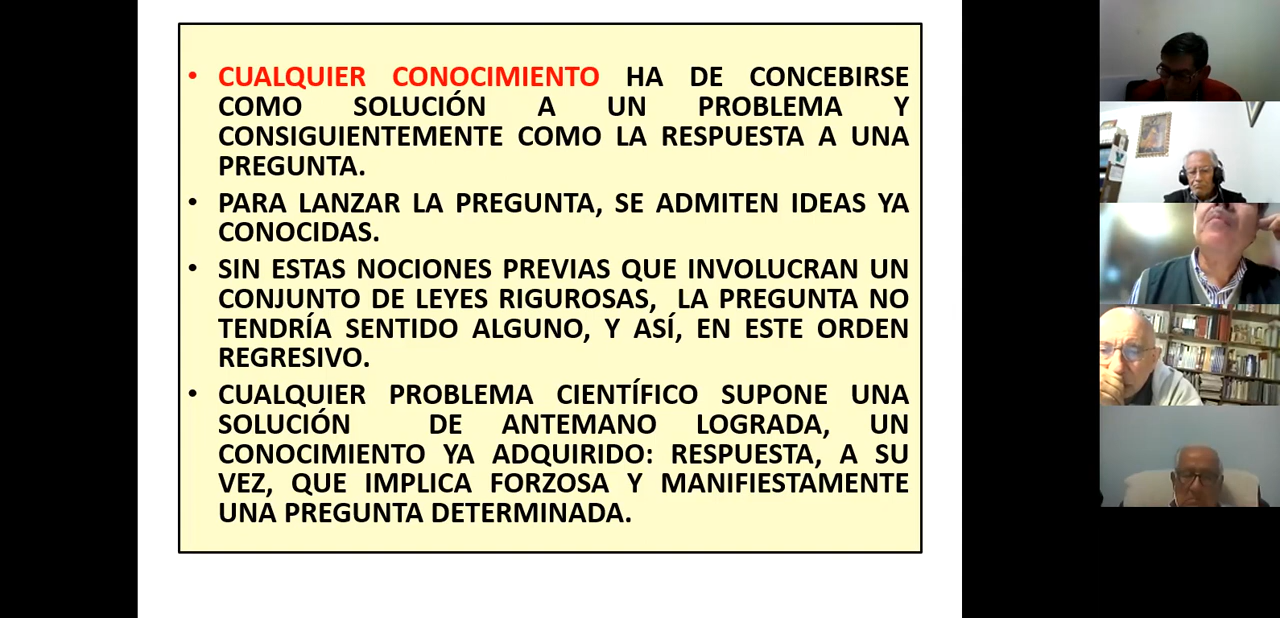 • CUALQUIER CONOCIMIENTO HA DE CONCEBIRSE
COMO SOLUCIÓN A UN PROBLEMA Y
CONSIGUIENTEMENTE COMO LA RESPUESTA A UNA
PREGUNTA.
• PARA LANZAR LA PREGUNTA, SE ADMITEN IDEAS YA
CONOCIDAS.
• SIN ESTAS NOCIONES PREVIAS QUE INVOLUCRAN UN
CONJUNTO DE LEYES RIGUROSAS, LA PREGUNTA NO
TENDRÍA SENTIDO ALGUNO, Y ASÍ, EN ESTE ORDEN
REGRESIVO.
• CUALQUIER PROBLEMA CIENTÍFICO SUPONE UNA
SOLUCIÓN DE ANTEMANO LOGRADA, UN
CONOCIMIENTO YA ADQUIRIDO: RESPUESTA, A SU
VEZ, QUE IMPLICA FORZOSA Y MANIFIESTAMENTE
UNA PREGUNTA DETERMINADA.